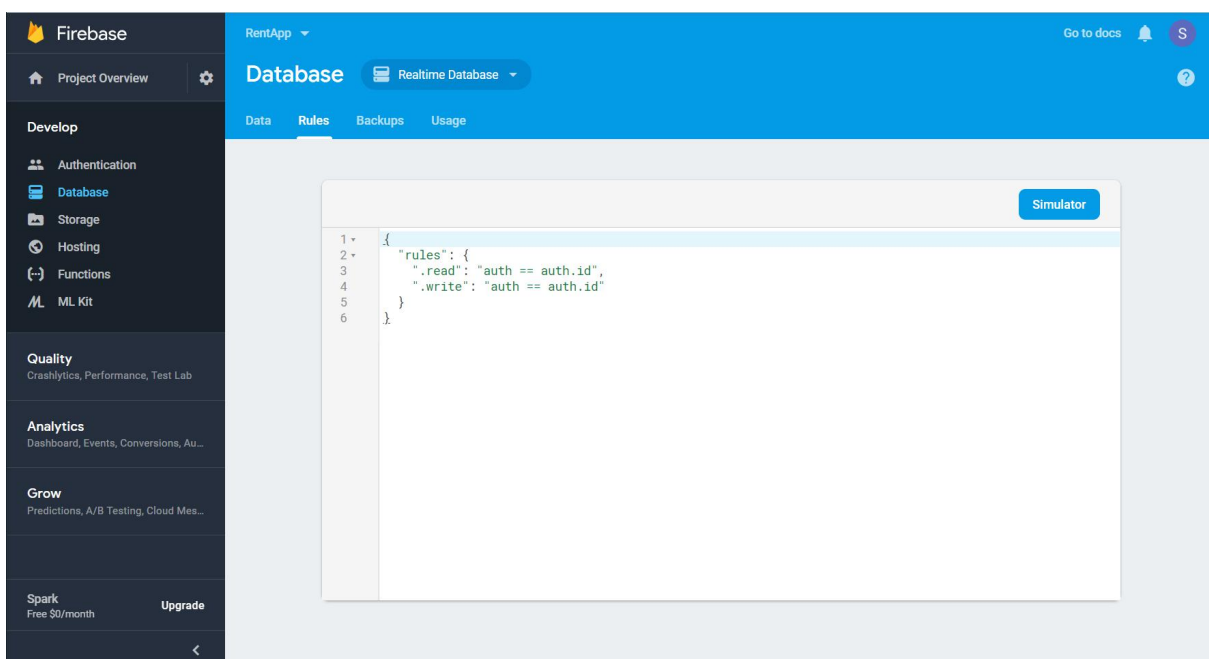 Firebase
Project Overview
Develop
Authentication
Database
Storage
Hosting
Functions
ML Kit
Quality
Crashlytics, Performance, Test Lab
Analytics
Dashboard, Events, Conversions, Au...
Grow
Predictions, A/B Testing, Cloud Mes...
Spark
Free $0/month
Upgrade
RentApp
Go to docs
S
Database
Realtime Database
?
Data Rules Backups Usage
Simulator
1 {
2 "rules": {
3 ".read": "auth == auth.id",
4 ".write": "auth == auth.id"
5 }
6 }